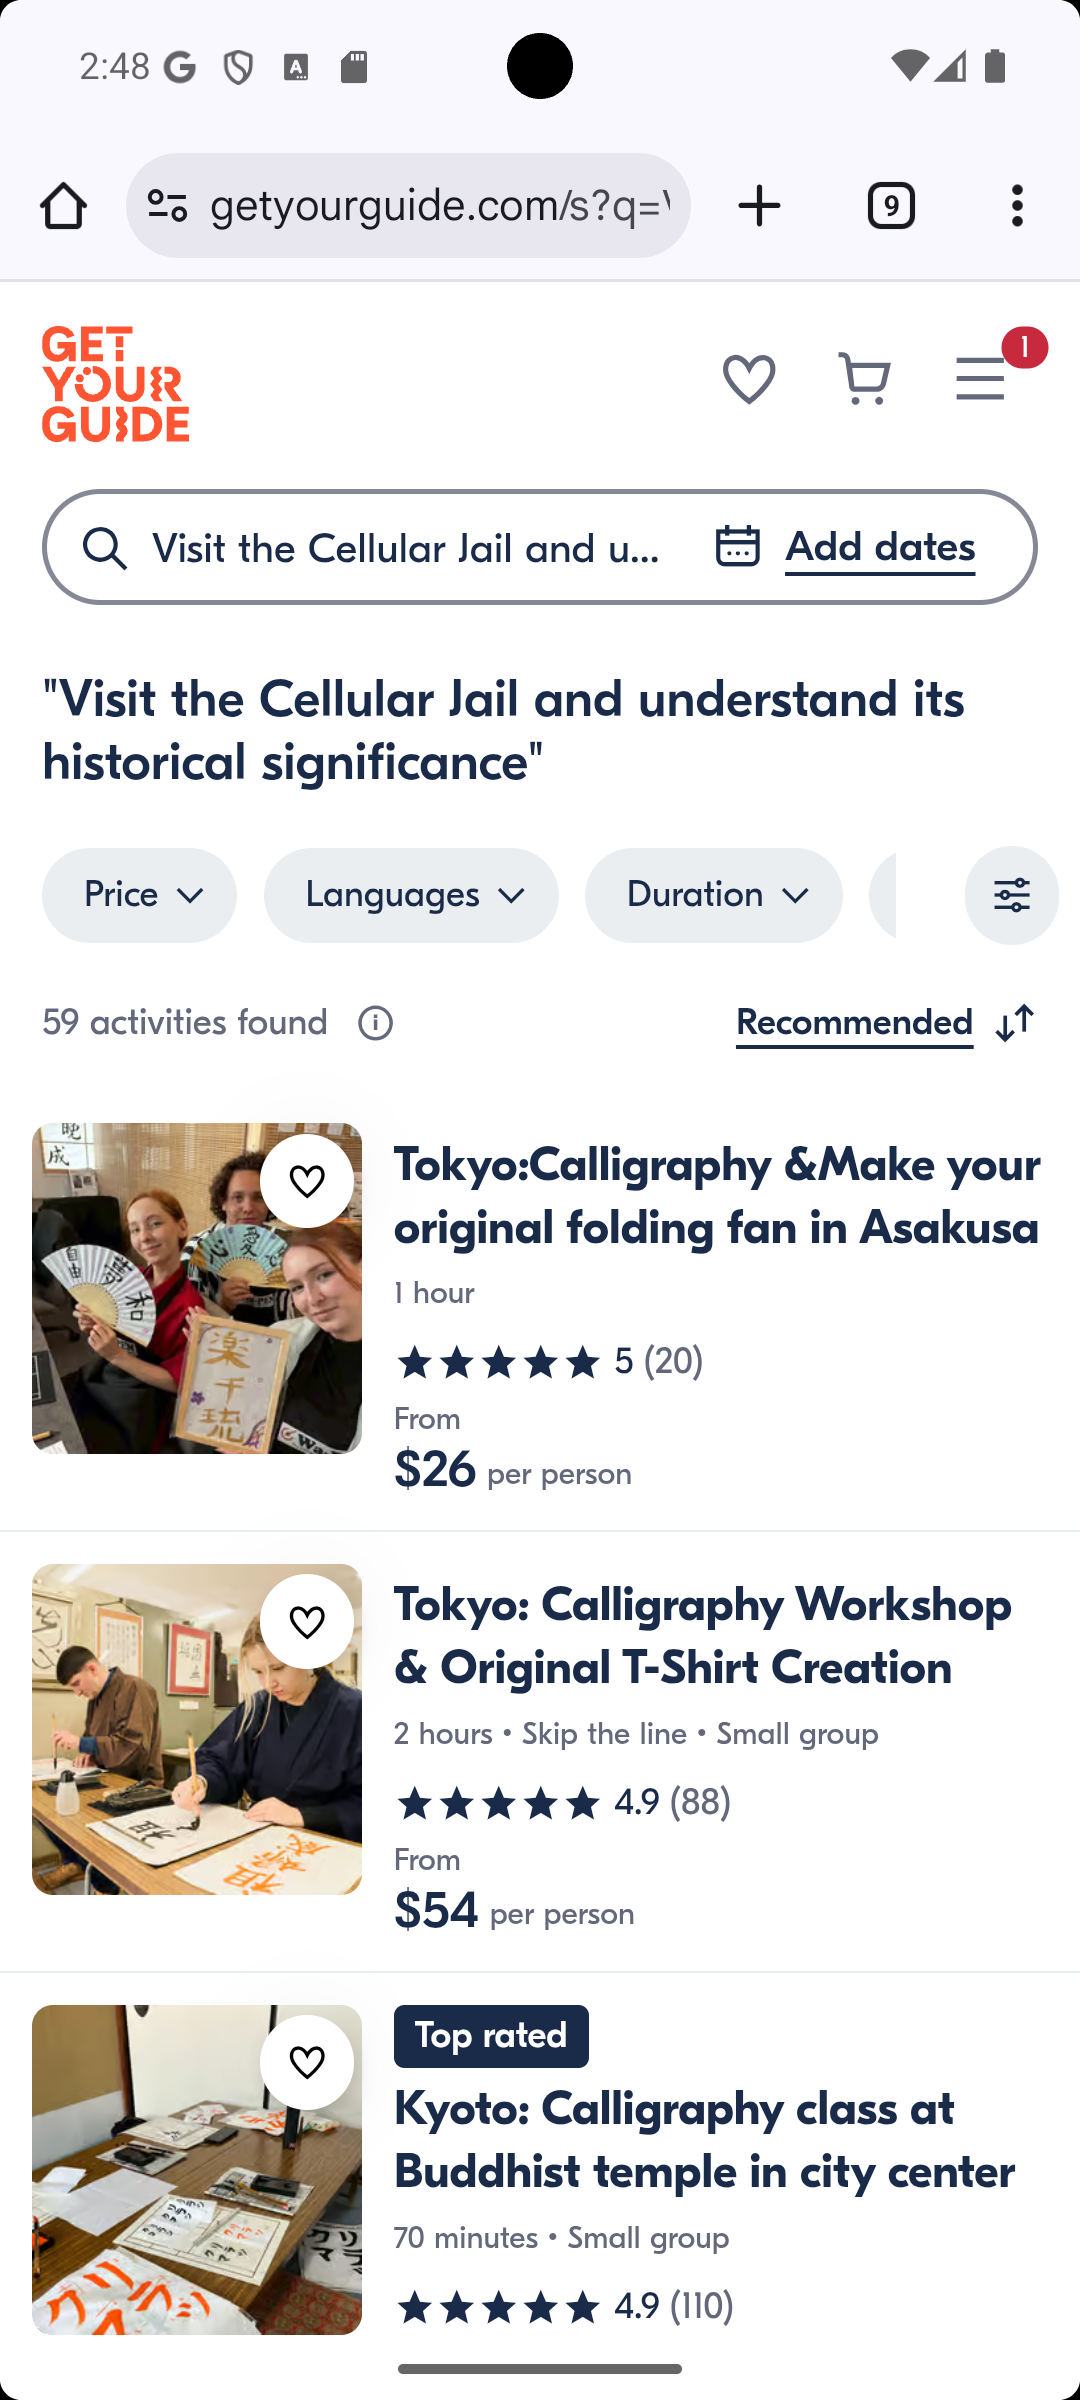 2:48
getyourguide.com/s?q=
9
GET
YOUR
GUIDE
1
Visit the Cellular Jail and u...
Add dates
"Visit the Cellular Jail and understand its
historical significance"
Price
Languages
Duration
59 activities found
Recommended
Tokyo:Calligraphy &Make your
original folding fan in Asakusa
1 hour
5 (20)
From
$26 per person
Tokyo: Calligraphy Workshop
& Original T-Shirt Creation
2 hours • Skip the line • Small group
4.9 (88)
From
$54 per person
Top rated
Kyoto: Calligraphy class at
Buddhist temple in city center
70 minutes • Small group
4.9 (110)